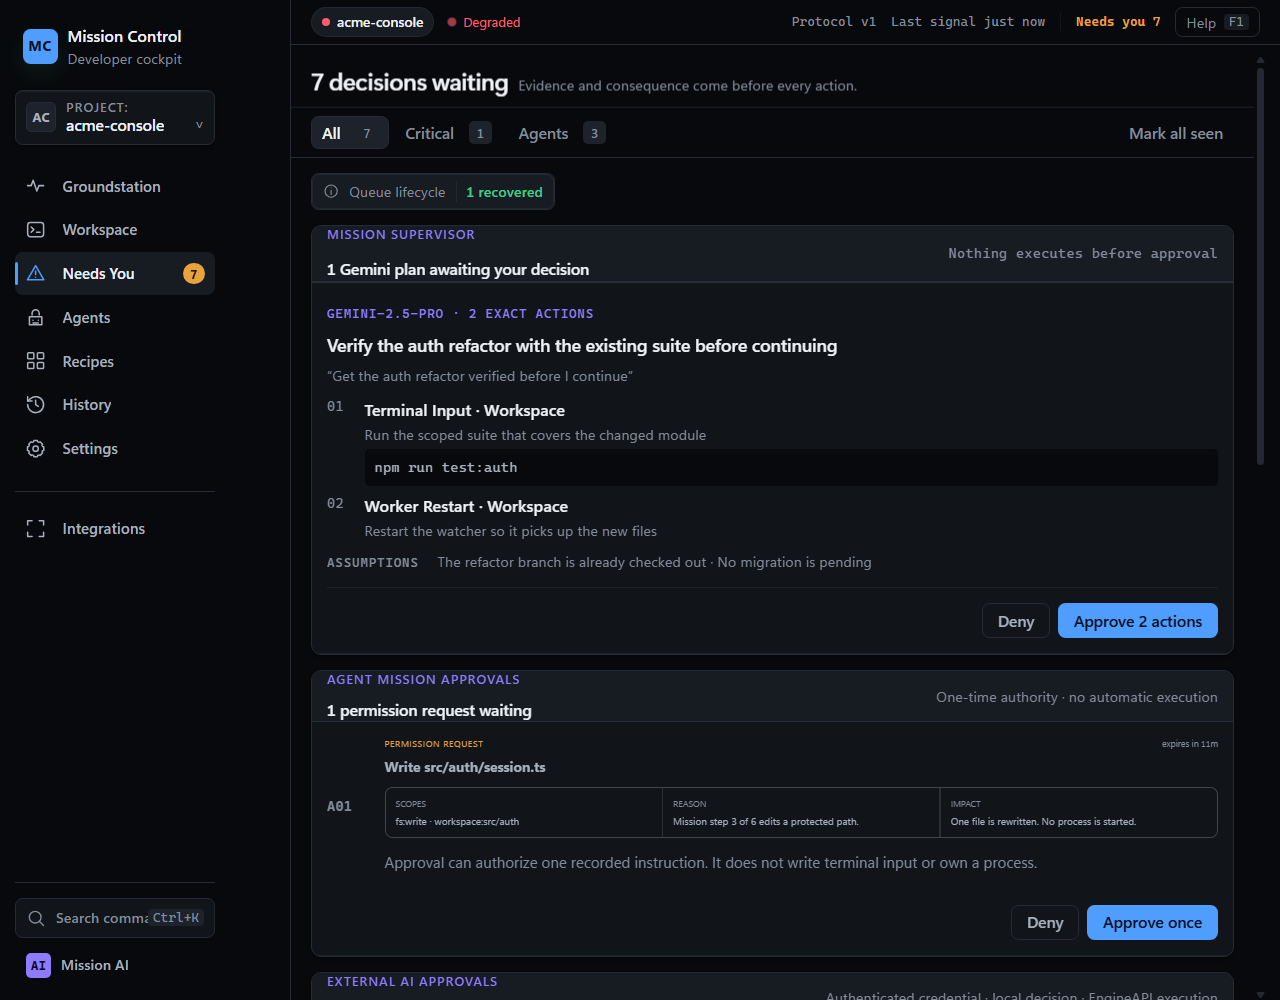 MC
Mission Control
Developer cockpit
AC
PROJECT:
acme-console
v
Groundstation
Workspace
Needs You
7
Agents
Recipes
History
Settings
Integrations
Search comma
Ctrl+K
AI
Mission AI
acme-console
Degraded
Protocol v1
Last signal just now
Needs you 7
Help
F1
7 decisions waiting
Evidence and consequence come before every action.
All 7
Critical 1
Agents 3
Mark all seen
Queue lifecycle
1 recovered
MISSION SUPERVISOR
1 Gemini plan awaiting your decision
Nothing executes before approval
GEMINI-2.5-PRO · 2 EXACT ACTIONS
Verify the auth refactor with the existing suite before continuing
“Get the auth refactor verified before I continue”
01
Terminal Input · Workspace
Run the scoped suite that covers the changed module
npm run test:auth
02
Worker Restart · Workspace
Restart the watcher so it picks up the new files
ASSUMPTIONS
The refactor branch is already checked out · No migration is pending
Deny
Approve 2 actions
AGENT MISSION APPROVALS
1 permission request waiting
One-time authority · no automatic execution
A01
PERMISSION REQUEST
expires in 11m
Write src/auth/session.ts
SCOPES
fs:write · workspace:src/auth
REASON
Mission step 3 of 6 edits a protected path.
IMPACT
One file is rewritten. No process is started.
Approval can authorize one recorded instruction. It does not write terminal input or own a process.
Deny
Approve once
EXTERNAL AI APPROVALS
Authenticated credential · local decision · EngineAPI execution